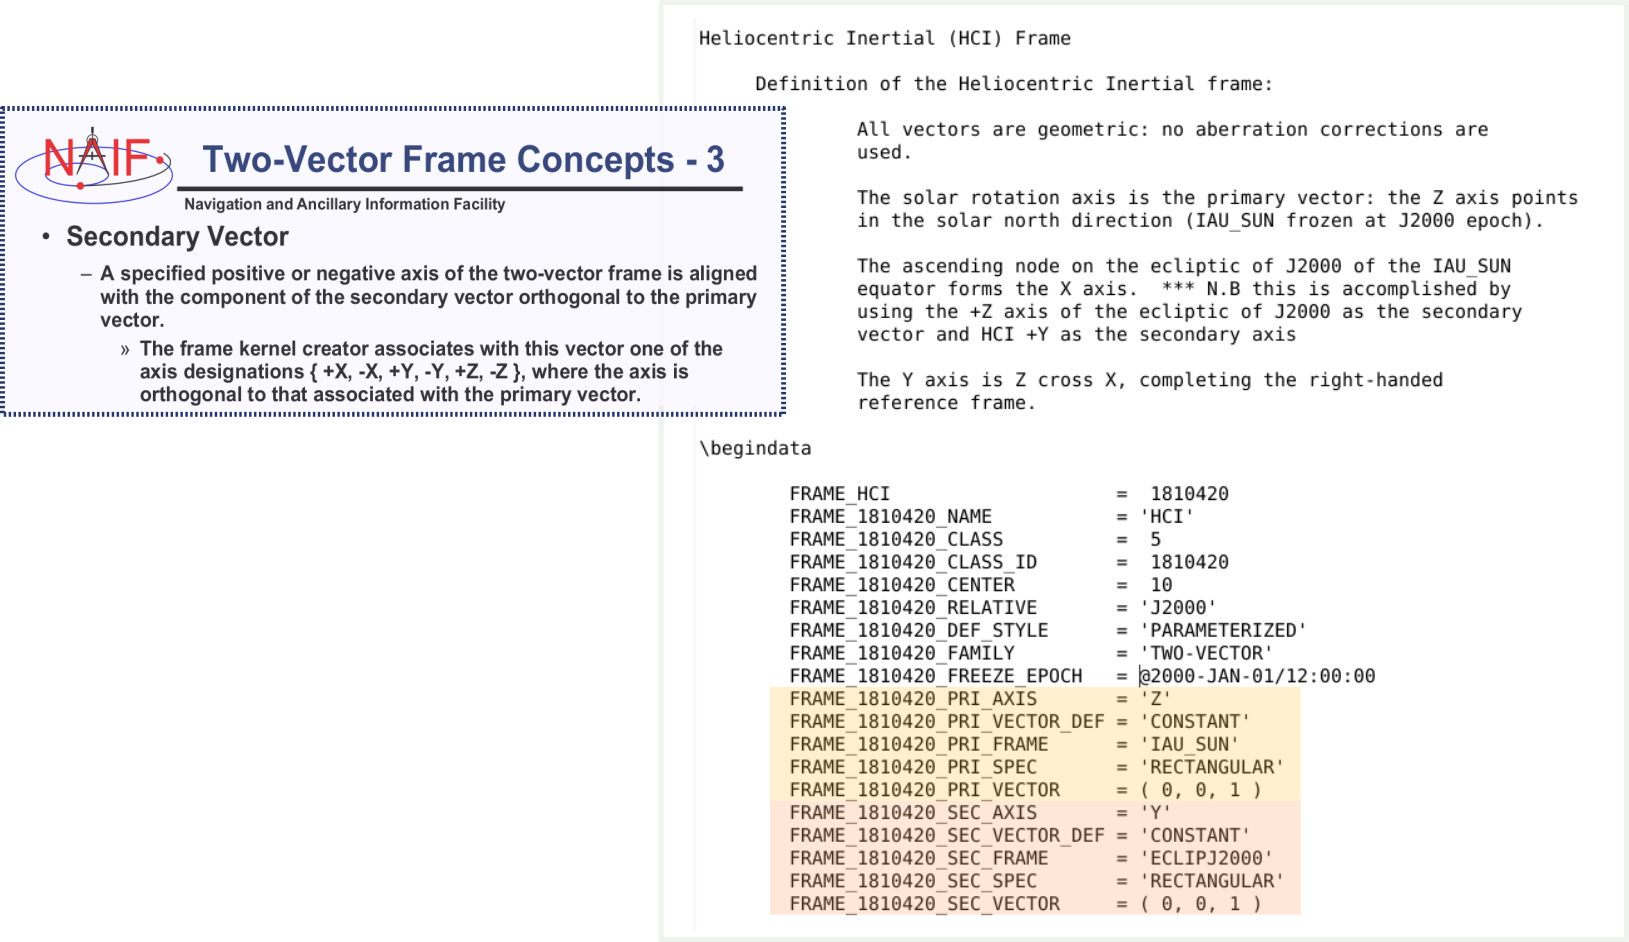 NAIF
Two-Vector Frame Concepts - 3
Navigation and Ancillary Information Facility
• Secondary Vector
– A specified positive or negative axis of the two-vector frame is aligned
with the component of the secondary vector orthogonal to the primary
vector.
» The frame kernel creator associates with this vector one of the
axis designations { +X, -X, +Y, -Y, +Z, -Z }, where the axis is
orthogonal to that associated with the primary vector.
Heliocentric Inertial (HCI) Frame
Definition of the Heliocentric Inertial frame:
All vectors are geometric: no aberration corrections are
used.
The solar rotation axis is the primary vector: the Z axis points
in the solar north direction (IAU_SUN frozen at J2000 epoch).
The ascending node on the ecliptic of J2000 of the IAU_SUN
equator forms the X axis.  *** N.B this is accomplished by
using the +Z axis of the ecliptic of J2000 as the secondary
vector and HCI +Y as the secondary axis
The Y axis is Z cross X, completing the right-handed
reference frame.
\begindata
FRAME_HCI = 1810420
FRAME_1810420_NAME = 'HCI'
FRAME_1810420_CLASS = 5
FRAME_1810420_CLASS_ID = 1810420
FRAME_1810420_CENTER = 10
FRAME_1810420_RELATIVE = 'J2000'
FRAME_1810420_DEF_STYLE = 'PARAMETERIZED'
FRAME_1810420_FAMILY = 'TWO-VECTOR'
FRAME_1810420_FREEZE_EPOCH = @2000-JAN-01/12:00:00
FRAME_1810420_PRI_AXIS = 'Z'
FRAME_1810420_PRI_VECTOR_DEF = 'CONSTANT'
FRAME_1810420_PRI_FRAME = 'IAU_SUN'
FRAME_1810420_PRI_SPEC = 'RECTANGULAR'
FRAME_1810420_PRI_VECTOR = ( 0, 0, 1 )
FRAME_1810420_SEC_AXIS = 'Y'
FRAME_1810420_SEC_VECTOR_DEF = 'CONSTANT'
FRAME_1810420_SEC_FRAME = 'ECLIPJ2000'
FRAME_1810420_SEC_SPEC = 'RECTANGULAR'
FRAME_1810420_SEC_VECTOR = ( 0, 0, 1 )